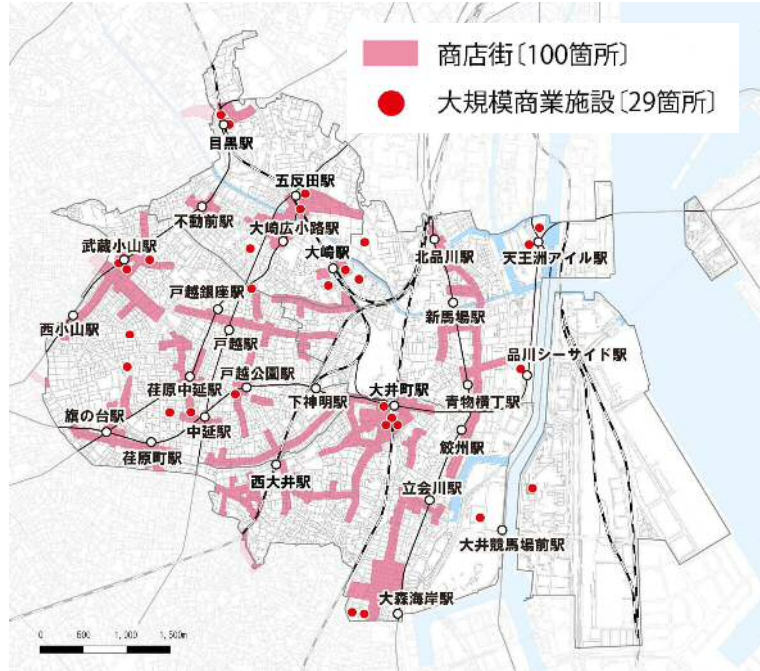 商店街〔100箇所〕
大規模商業施設〔29箇所〕
目黒駅
五反田駅
不動前駅
大崎広小路駅
武蔵小山駅
大崎駅
北品川駅
天王洲アイル駅
戸越銀座駅
新馬場駅
西小山駅
戸越駅
品川シーサイド駅
戸越公園駅
荏原中延駅
下神明駅
大井町駅
青物横丁駅
旗の台駅
中延駅
鮫洲駅
荏原町駅
西大井駅
立会川駅
大井競馬場前駅
大森海岸駅
0 500 1,000 1,500m